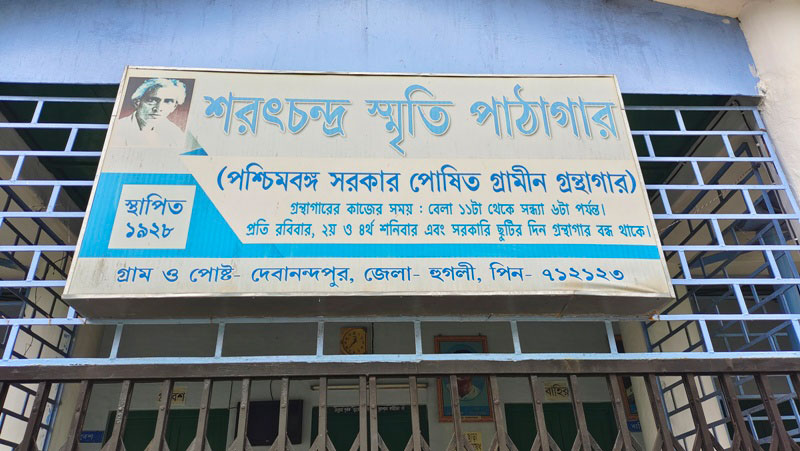 শরৎচন্দ্র স্মৃতি পাঠাগার
(পশ্চিমবঙ্গ সরকার পোষিত গ্রামীন গ্রন্থাগার)
স্থাপিত
১৯২৮
গ্রন্থাগারের কাজের সময় : বেলা ১১টা থেকে সন্ধ্যা ৬টা পর্যন্ত।
প্রতি রবিবার, ২য় ও ৪র্থ শনিবার এবং সরকারি ছুটির দিন গ্রন্থাগার বন্ধ থাকে।
গ্রাম ও পোষ্ট- দেবানন্দপুর, জেলা- হুগলী, পিন- ৭১২১২৩
প্রবেশ
বাহির